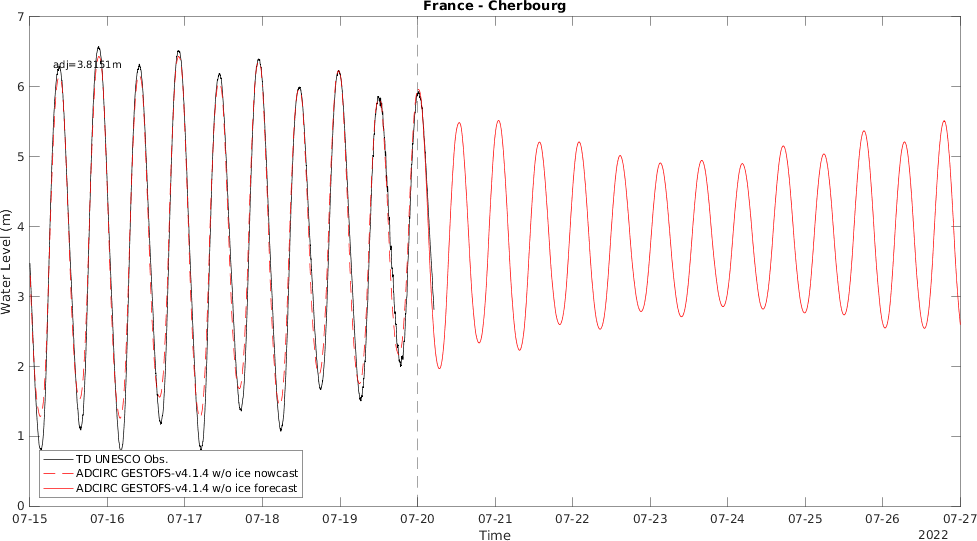 France - Cherbourg
7
6
5
4
3
2
1
0
Water Level (m)
adj=3.8151m
TD UNESCO Obs.
ADCIRC GESTOFS-v4.1.4 w/o ice nowcast
ADCIRC GESTOFS-v4.1.4 w/o ice forecast
07-15 07-16 07-17 07-18 07-19 07-20 07-21 07-22 07-23 07-24 07-25 07-26 07-27
Time
2022